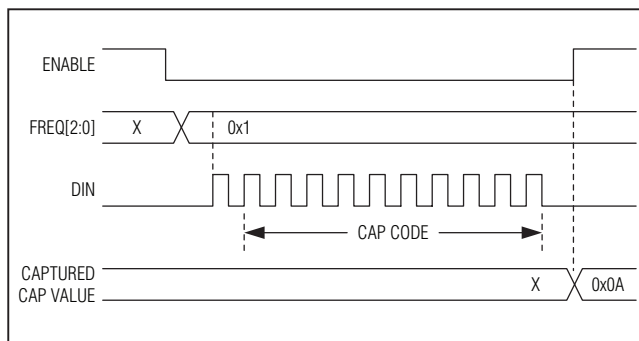 ENABLE
FREQ[2:0] X 0x1
DIN
CAP CODE
CAPTURED
CAP VALUE X 0x0A